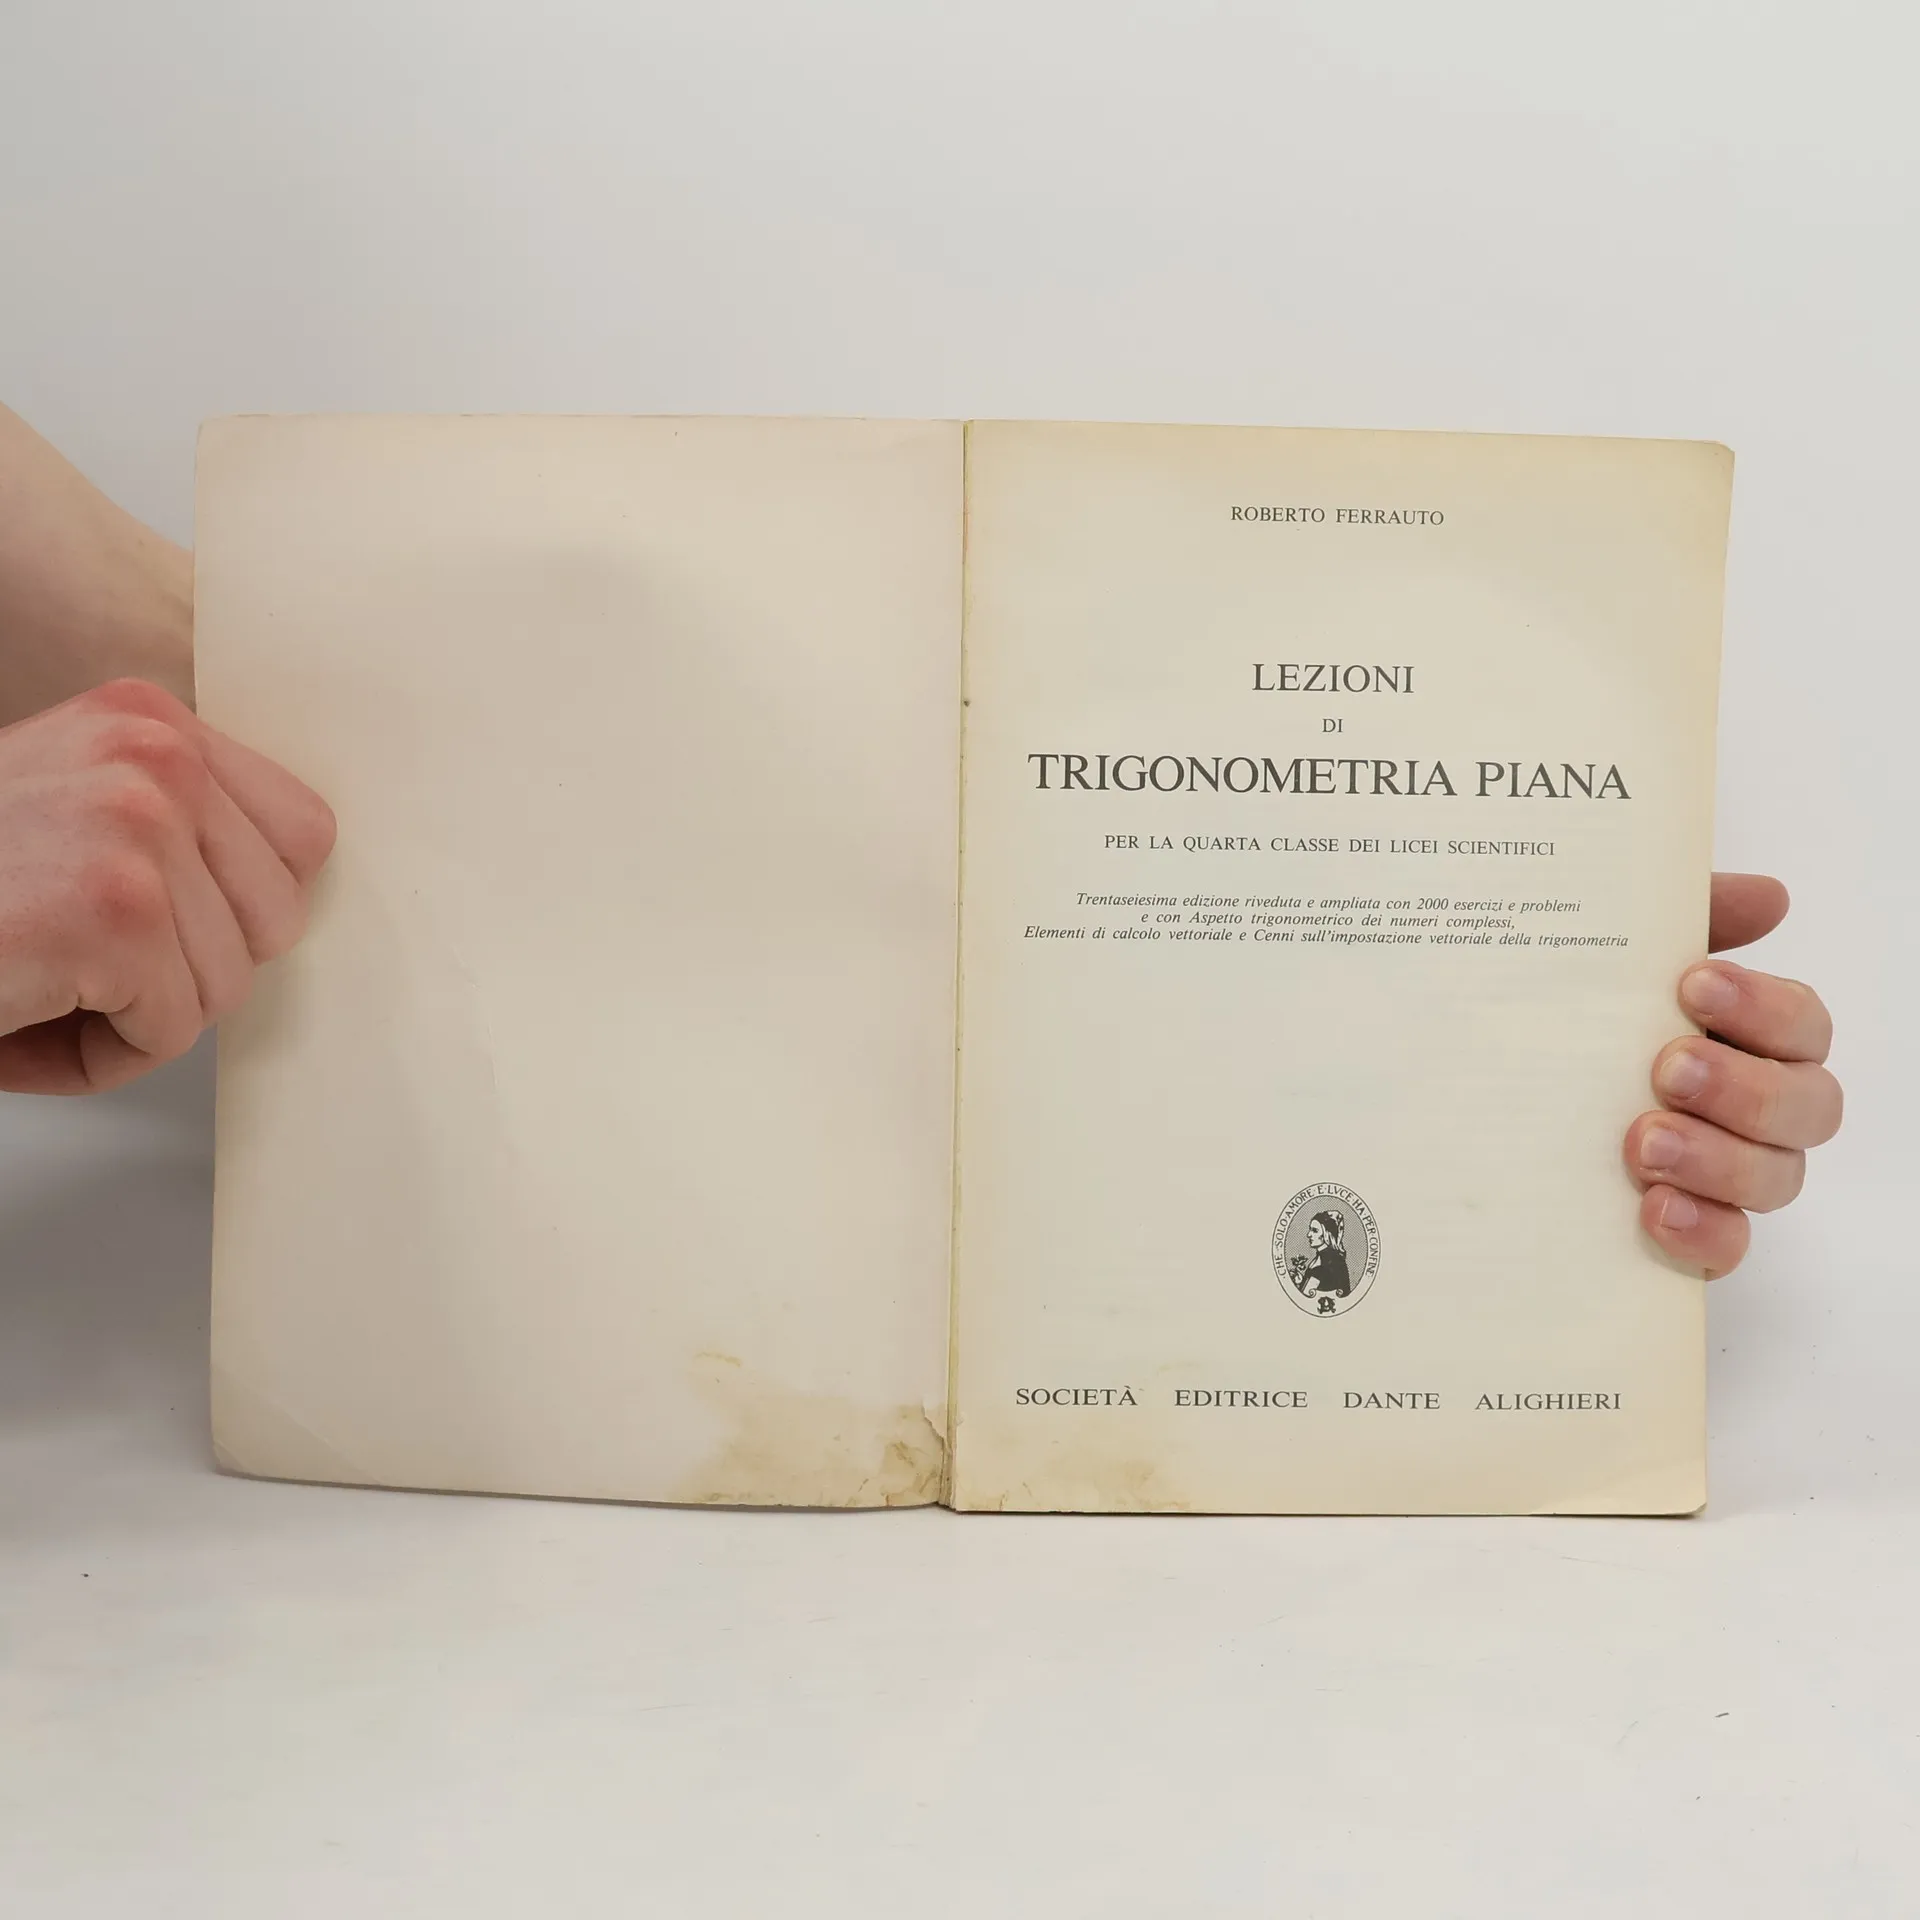 ROBERTO FERRAUTO
LEZIONI
DI
TRIGONOMETRIA PIANA
PER LA QUARTA CLASSE DEI LICEI SCIENTIFICI
Trentaseiesima edizione riveduta e ampliata con 2000 esercizi e problemi
e con Aspetto trigonometrico dei numeri complessi,
Elementi di calcolo vettoriale e Cenni sull'impostazione vettoriale della trigonometria
·CHE·SOLO·AMORE·E·LVCE·HA·PER·CONFINE·
SOCIETÀ EDITRICE DANTE ALIGHIERI